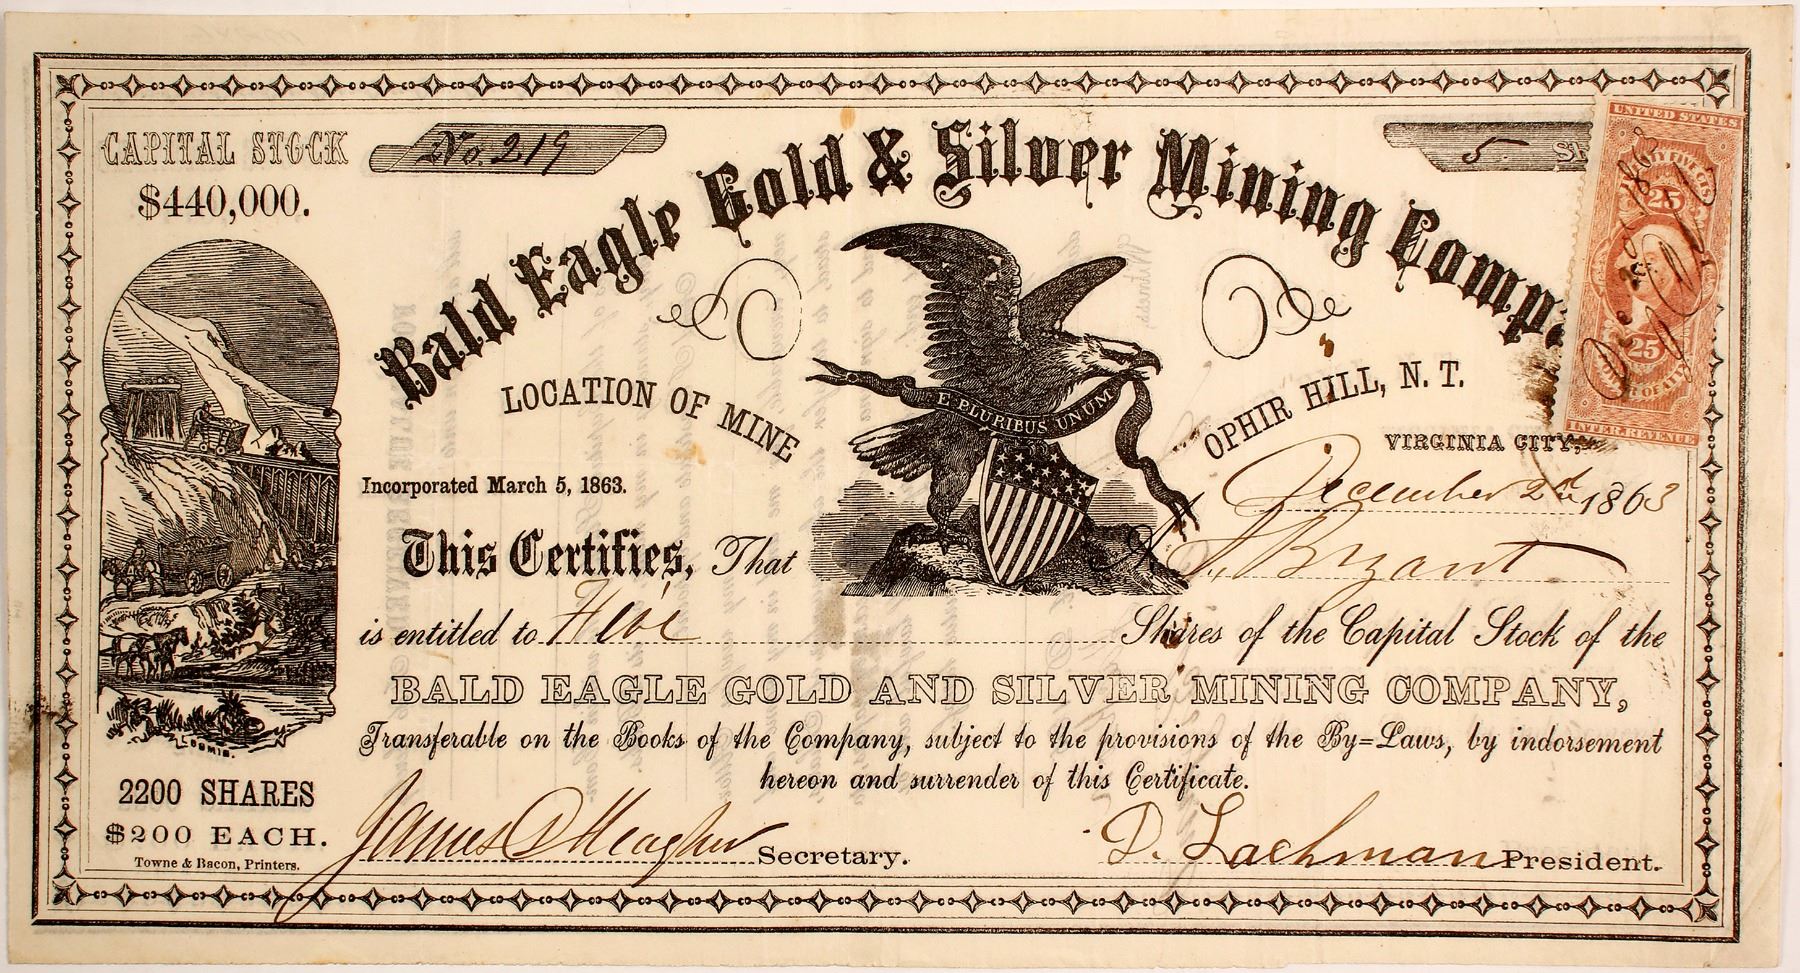 CAPITAL STOCK
$440,000.
No. 219
5
Bald Eagle Gold & Silver Mining Comp.
UNITED STATES
25
25
INTER. REVENUE
LOCATION OF MINE
OPHIR HILL, N. T.
E PLURIBUS UNUM
VIRGINIA CITY,
Incorporated March 5, 1863.
December 2nd 1863
This Certifies, That
Bryant
is entitled to Five Shares of the Capital Stock of the
BALD EAGLE GOLD AND SILVER MINING COMPANY,
Transferable on the Books of the Company, subject to the provisions of the By=Laws, by indorsement
hereon and surrender of this Certificate.
LOOMIS.
2200 SHARES
$200 EACH.
Towne & Bacon, Printers.
James D Meagher Secretary.
D. Lachman President.